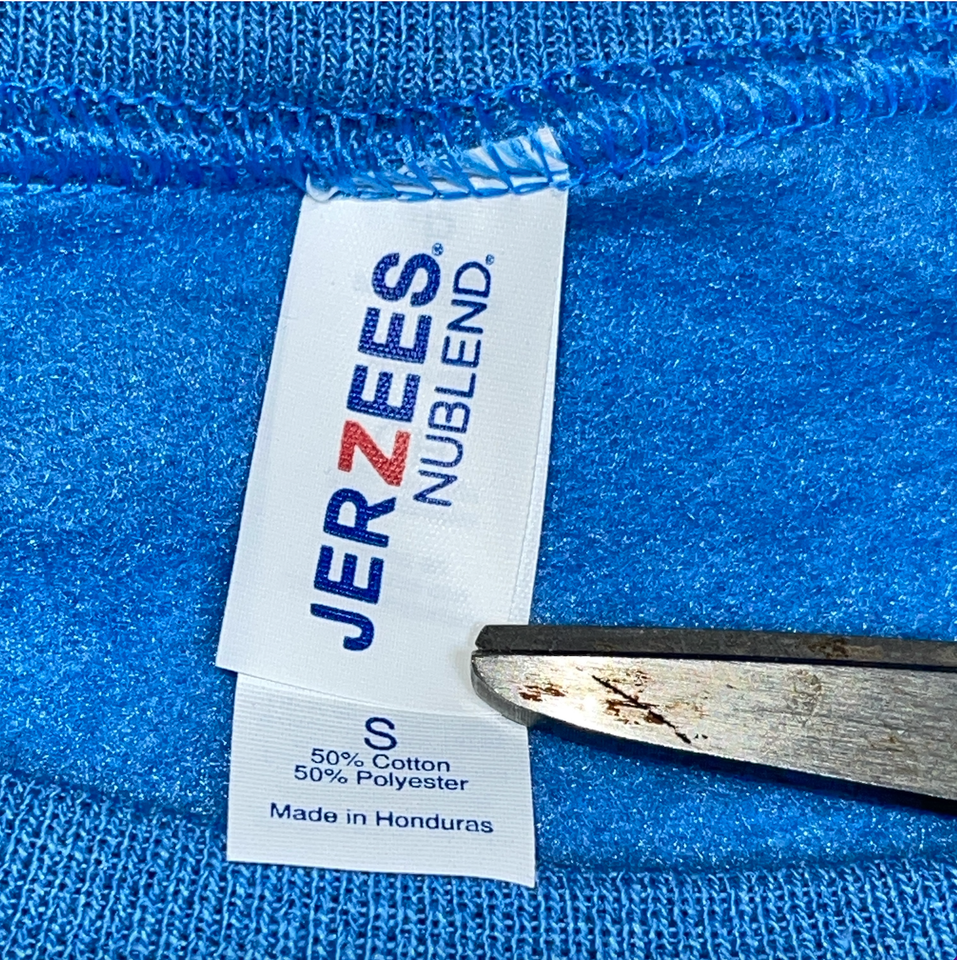 JERZEES®
NUBLEND®
S
50% Cotton
50% Polyester
Made in Honduras